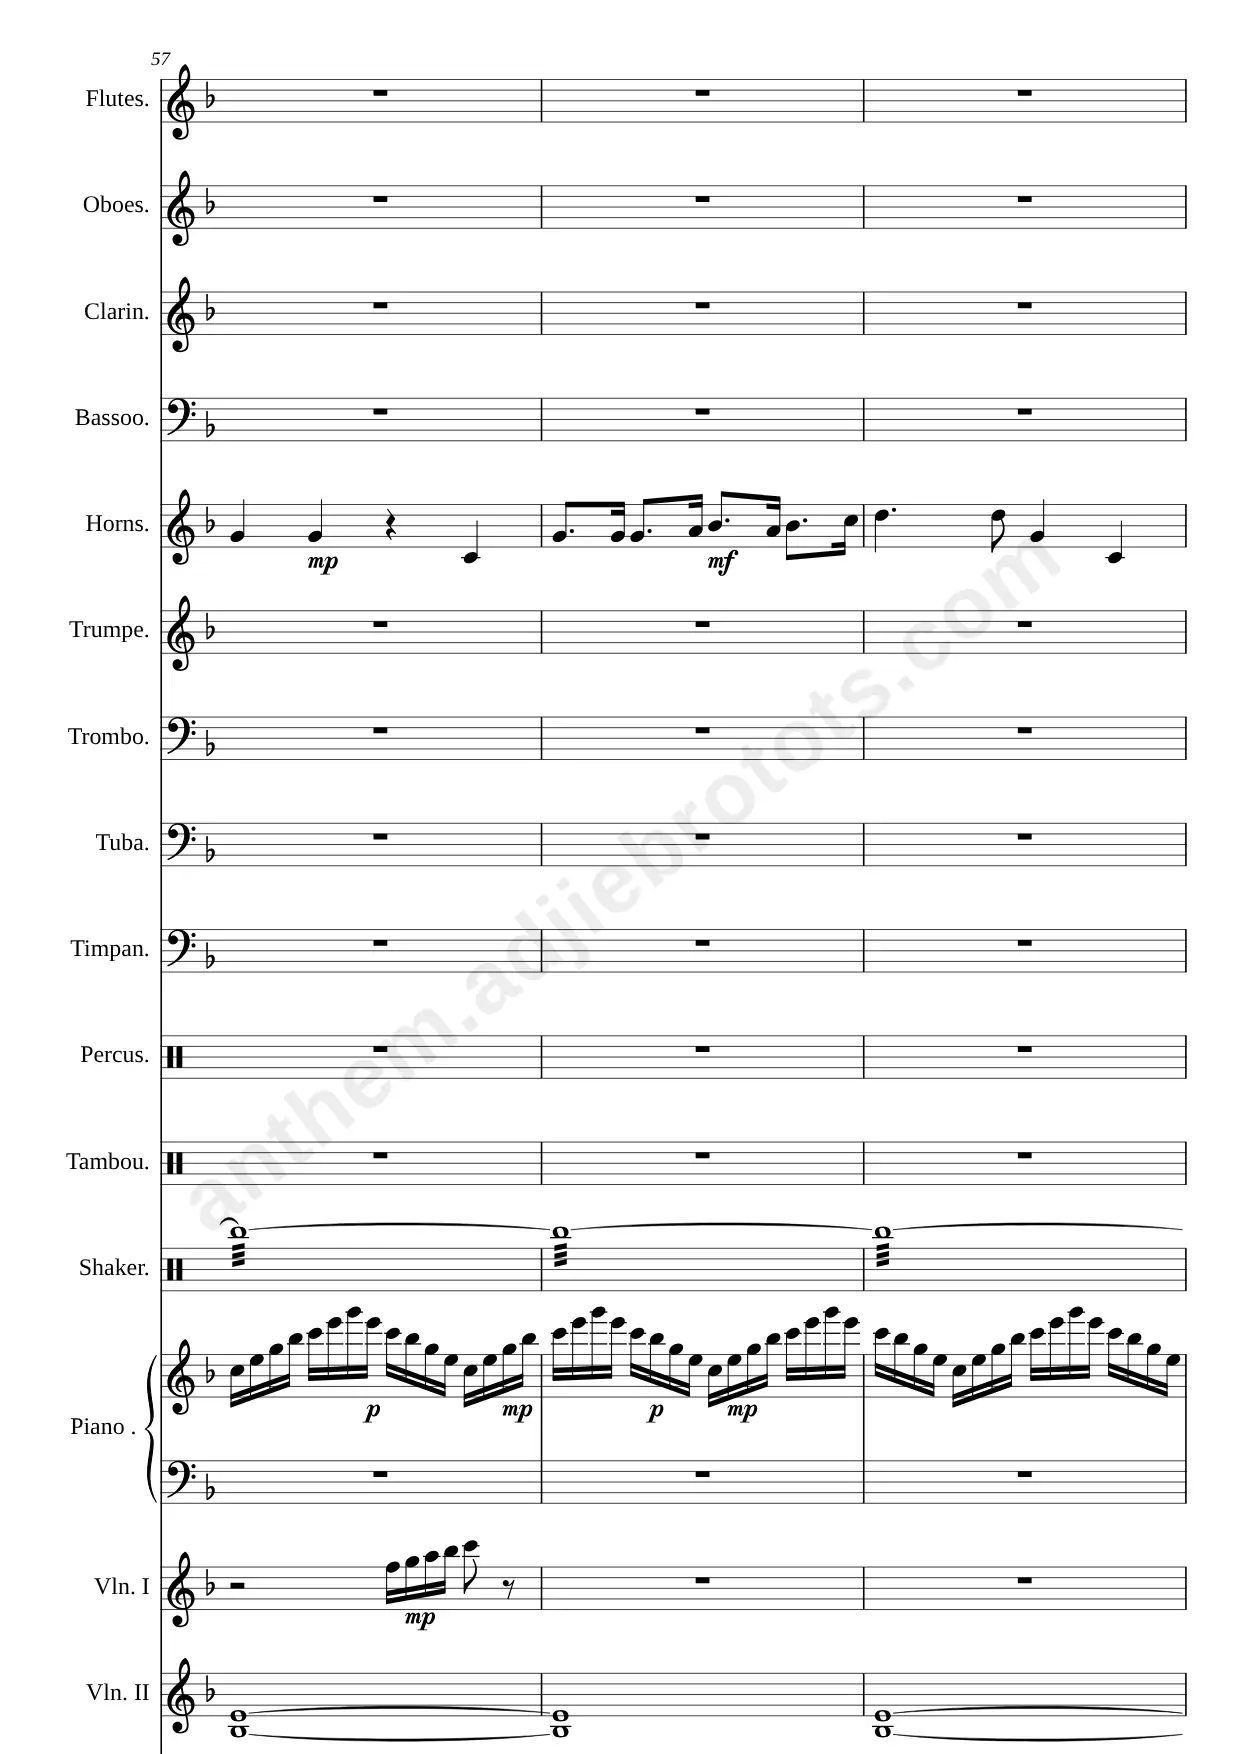 57
Flutes.
Oboes.
Clarin.
Bassoo.
Horns.
mp
mf
Trumpe.
Trombo.
Tuba.
Timpan.
Percus.
Tambou.
Shaker.
Piano .
p mp p mp
Vln. I
mp
Vln. II
anthem.adjiebrotots.com